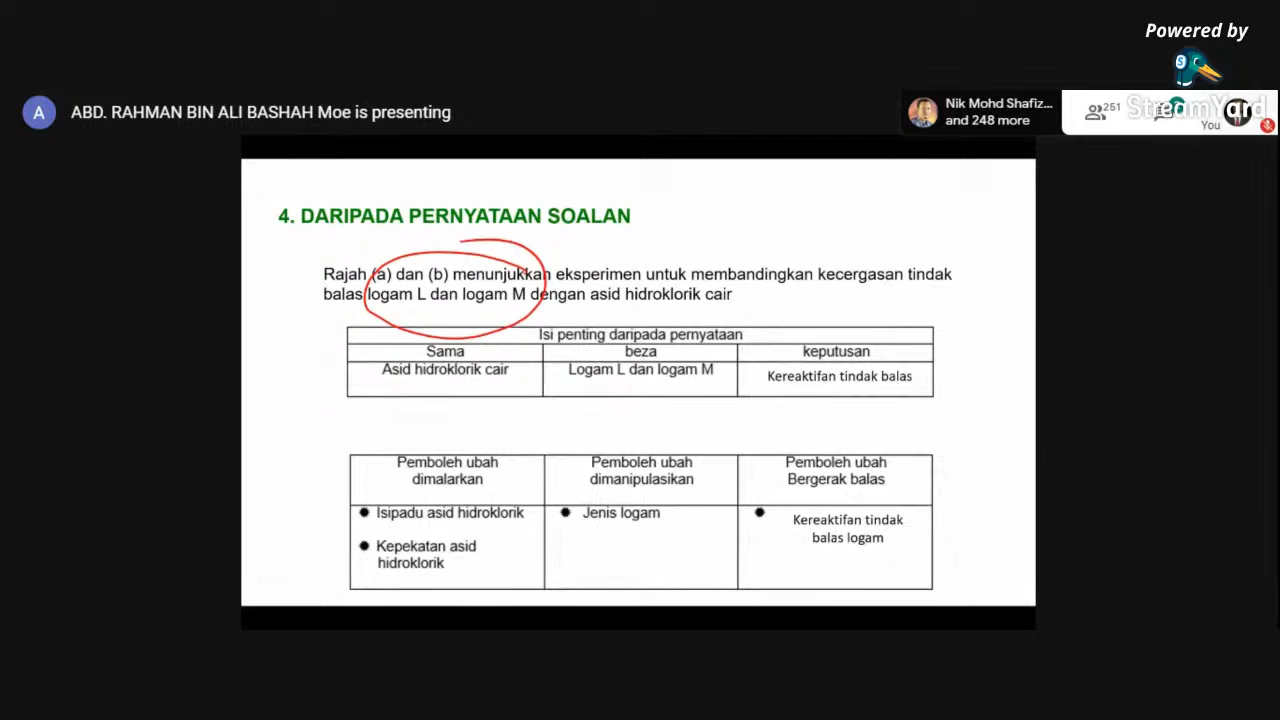 Powered by
S
StreamYard
A
ABD. RAHMAN BIN ALI BASHAH Moe is presenting
Nik Mohd Shafiz...
and 248 more
251
You
4. DARIPADA PERNYATAAN SOALAN
Rajah (a) dan (b) menunjukkan eksperimen untuk membandingkan kecergasan tindak
balas logam L dan logam M dengan asid hidroklorik cair
Isi penting daripada pernyataan
Sama beza keputusan
Asid hidroklorik cair Logam L dan logam M Kereaktifan tindak balas
Pemboleh ubah
dimalarkan
Pemboleh ubah
dimanipulasikan
Pemboleh ubah
Bergerak balas
Isipadu asid hidroklorik
Kepekatan asid
hidroklorik
Jenis logam
Kereaktifan tindak
balas logam